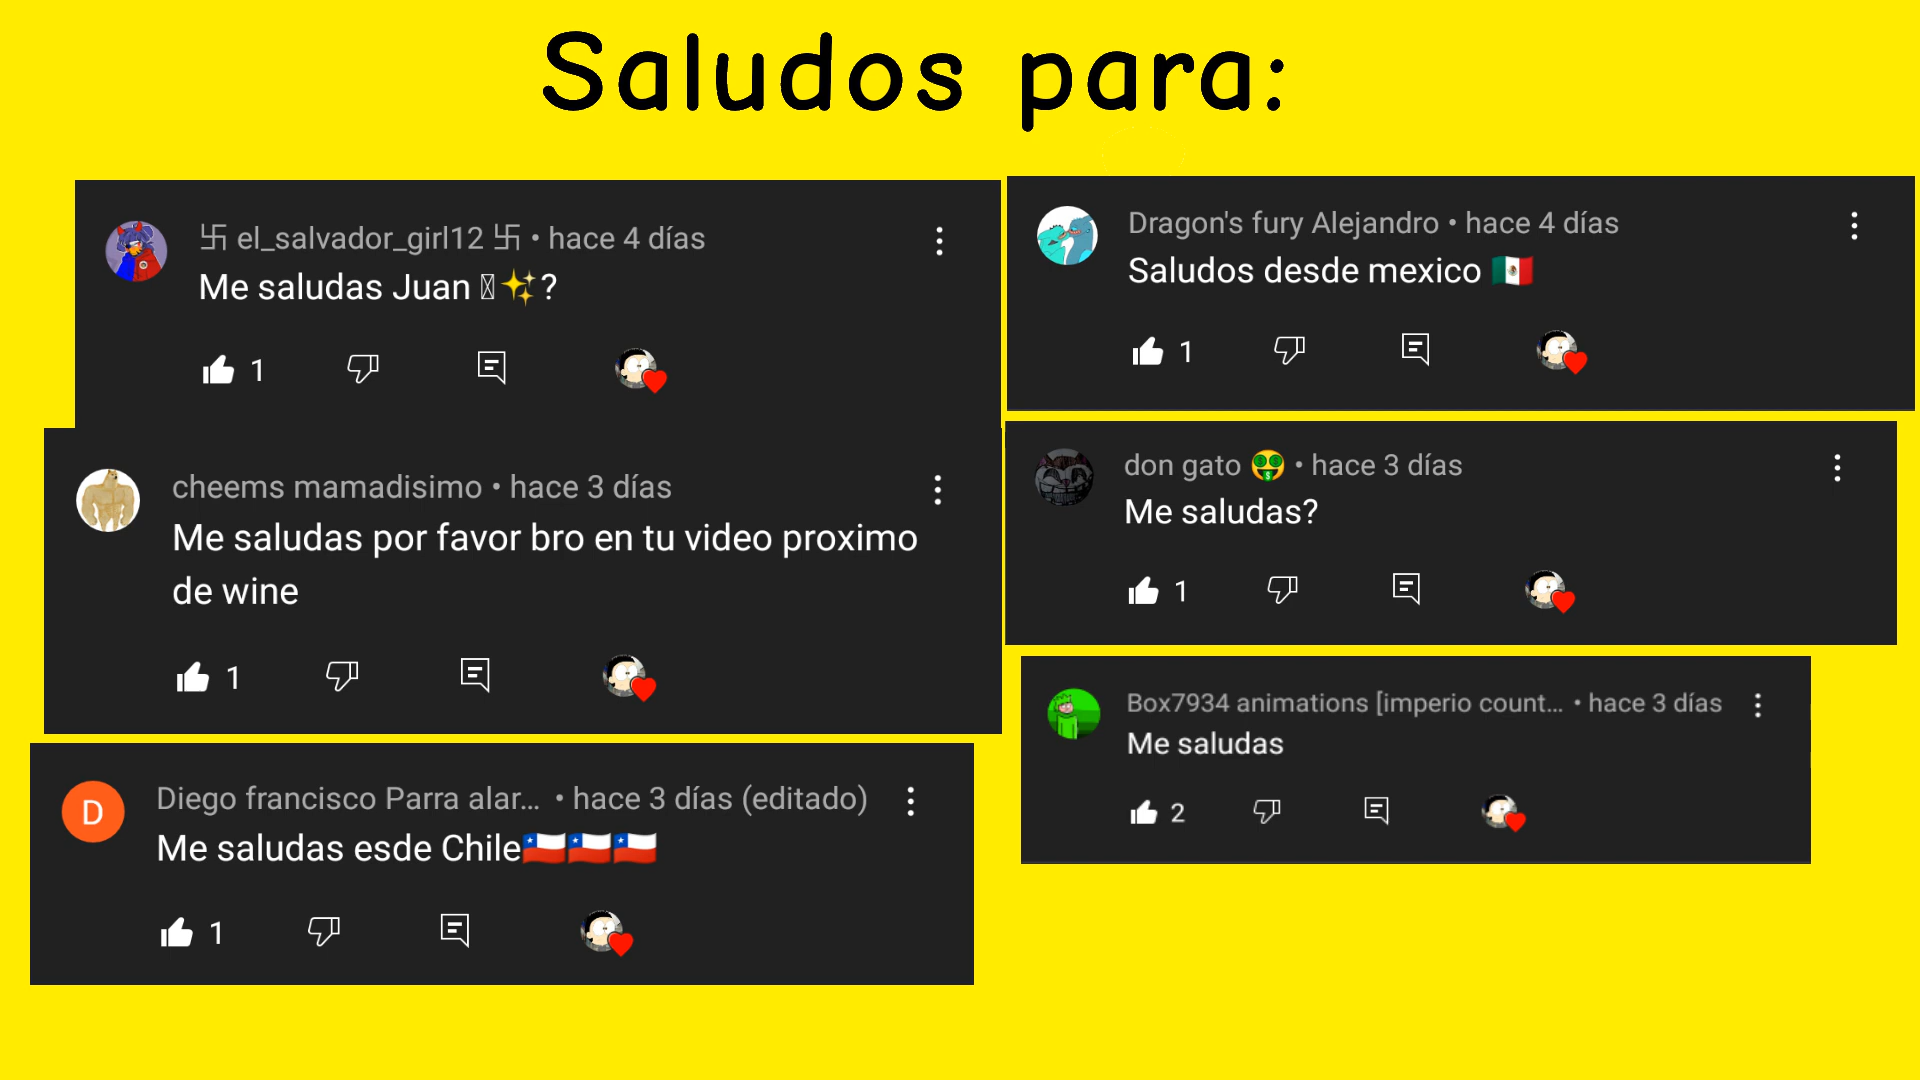 Saludos para:
卐 el_salvador_girl12 卐 • hace 4 días
Me saludas Juan ✨?
1
cheems mamadisimo • hace 3 días
Me saludas por favor bro en tu video proximo
de wine
1
D
Diego francisco Parra alar... • hace 3 días (editado)
Me saludas esde Chile🇨🇱🇨🇱🇨🇱
1
Dragon's fury Alejandro • hace 4 días
Saludos desde mexico 🇲🇽
1
don gato 🤑 • hace 3 días
Me saludas?
1
Box7934 animations [imperio count... • hace 3 días
Me saludas
2